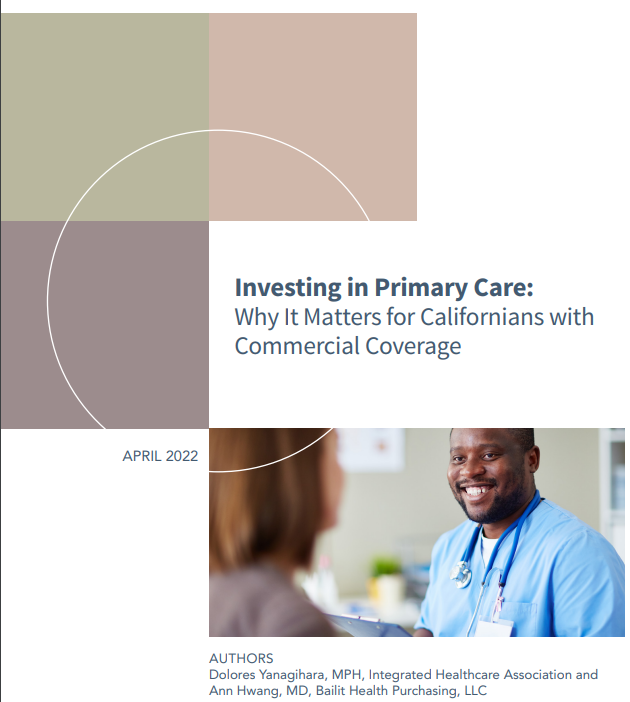 Investing in Primary Care:
Why It Matters for Californians with
Commercial Coverage
APRIL 2022
AUTHORS
Dolores Yanagihara, MPH, Integrated Healthcare Association and
Ann Hwang, MD, Bailit Health Purchasing, LLC